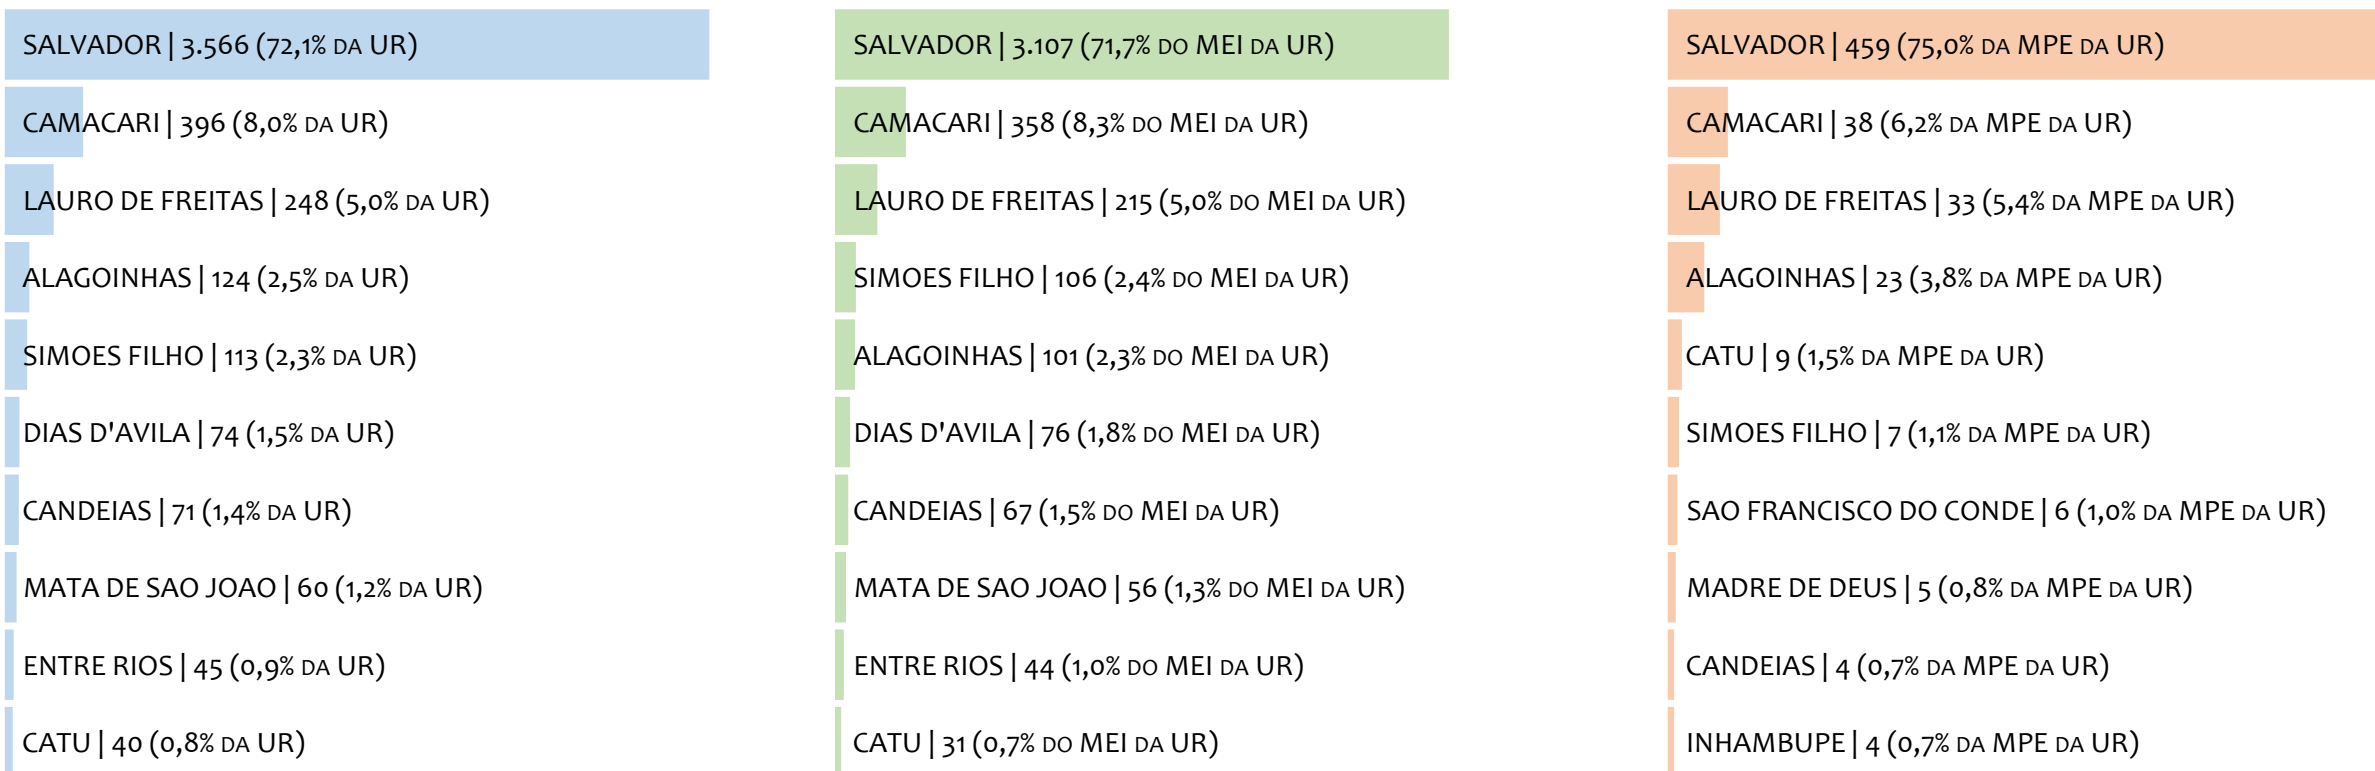 SALVADOR | 3.566 (72,1% DA UR)
CAMACARI | 396 (8,0% DA UR)
LAURO DE FREITAS | 248 (5,0% DA UR)
ALAGOINHAS | 124 (2,5% DA UR)
SIMOES FILHO | 113 (2,3% DA UR)
DIAS D'AVILA | 74 (1,5% DA UR)
CANDEIAS | 71 (1,4% DA UR)
MATA DE SAO JOAO | 60 (1,2% DA UR)
ENTRE RIOS | 45 (0,9% DA UR)
CATU | 40 (0,8% DA UR)
SALVADOR | 3.107 (71,7% DO MEI DA UR)
CAMACARI | 358 (8,3% DO MEI DA UR)
LAURO DE FREITAS | 215 (5,0% DO MEI DA UR)
SIMOES FILHO | 106 (2,4% DO MEI DA UR)
ALAGOINHAS | 101 (2,3% DO MEI DA UR)
DIAS D'AVILA | 76 (1,8% DO MEI DA UR)
CANDEIAS | 67 (1,5% DO MEI DA UR)
MATA DE SAO JOAO | 56 (1,3% DO MEI DA UR)
ENTRE RIOS | 44 (1,0% DO MEI DA UR)
CATU | 31 (0,7% DO MEI DA UR)
SALVADOR | 459 (75,0% DA MPE DA UR)
CAMACARI | 38 (6,2% DA MPE DA UR)
LAURO DE FREITAS | 33 (5,4% DA MPE DA UR)
ALAGOINHAS | 23 (3,8% DA MPE DA UR)
CATU | 9 (1,5% DA MPE DA UR)
SIMOES FILHO | 7 (1,1% DA MPE DA UR)
SAO FRANCISCO DO CONDE | 6 (1,0% DA MPE DA UR)
MADRE DE DEUS | 5 (0,8% DA MPE DA UR)
CANDEIAS | 4 (0,7% DA MPE DA UR)
INHAMBUPE | 4 (0,7% DA MPE DA UR)